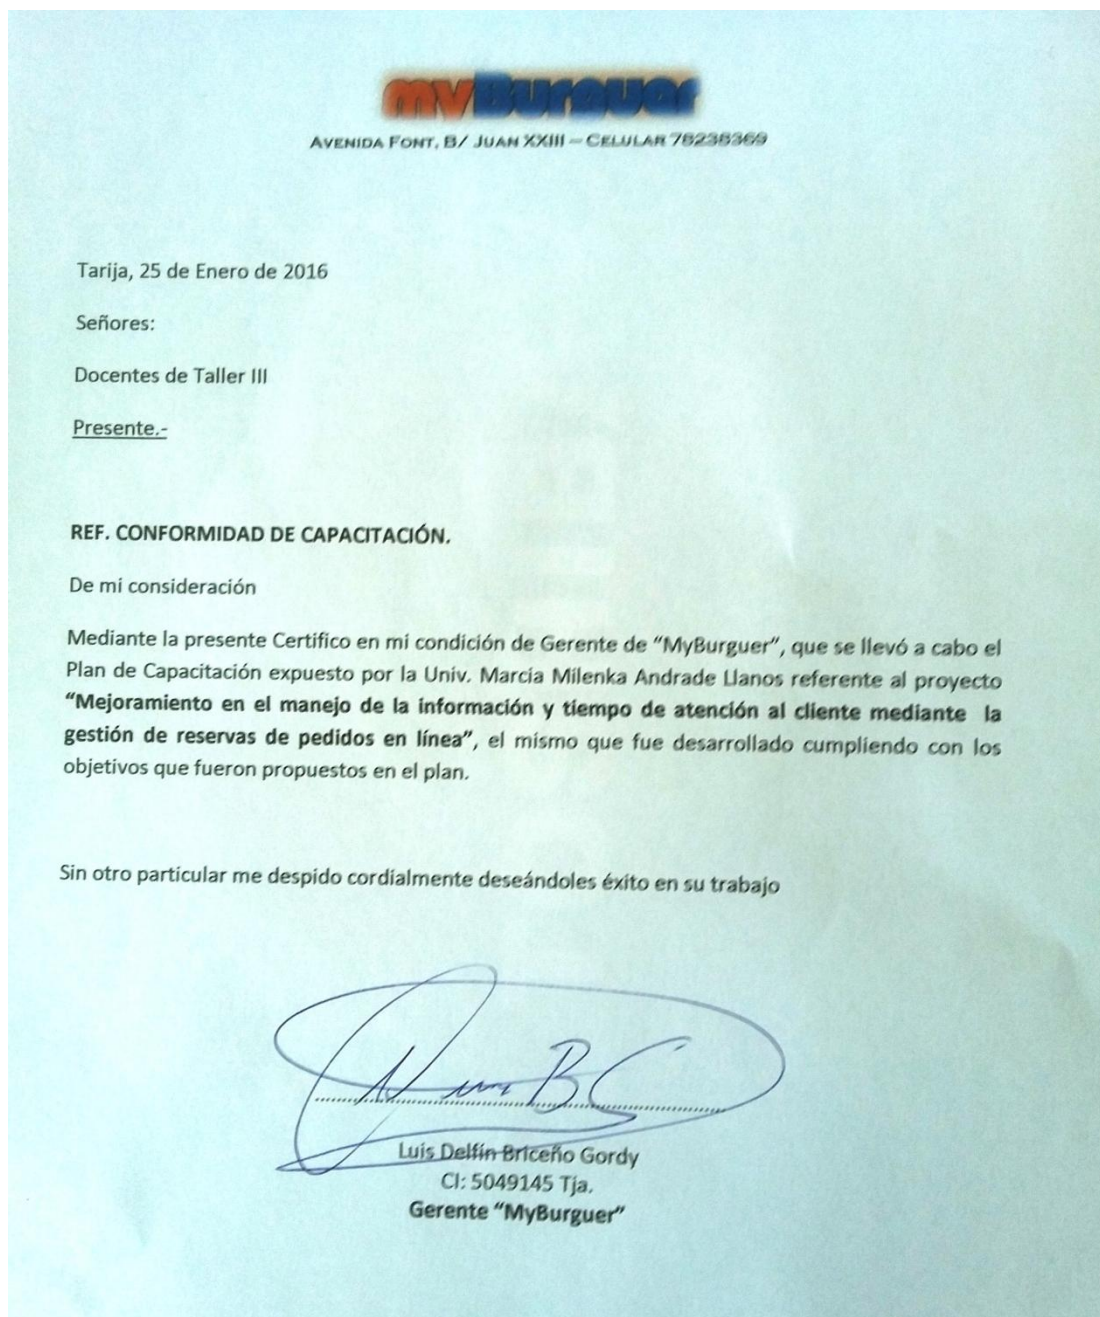 myBurguer
AVENIDA FONT, B/ JUAN XXIII – CELULAR 78238369
Tarija, 25 de Enero de 2016
Señores:
Docentes de Taller III
Presente.-
REF. CONFORMIDAD DE CAPACITACIÓN.
De mi consideración
Mediante la presente Certifico en mi condición de Gerente de “MyBurguer”, que se llevó a cabo el
Plan de Capacitación expuesto por la Univ. Marcia Milenka Andrade Llanos referente al proyecto
“Mejoramiento en el manejo de la información y tiempo de atención al cliente mediante la
gestión de reservas de pedidos en línea”, el mismo que fue desarrollado cumpliendo con los
objetivos que fueron propuestos en el plan.
Sin otro particular me despido cordialmente deseándoles éxito en su trabajo
Luis Delfín Briceño Gordy
CI: 5049145 Tja.
Gerente “MyBurguer”